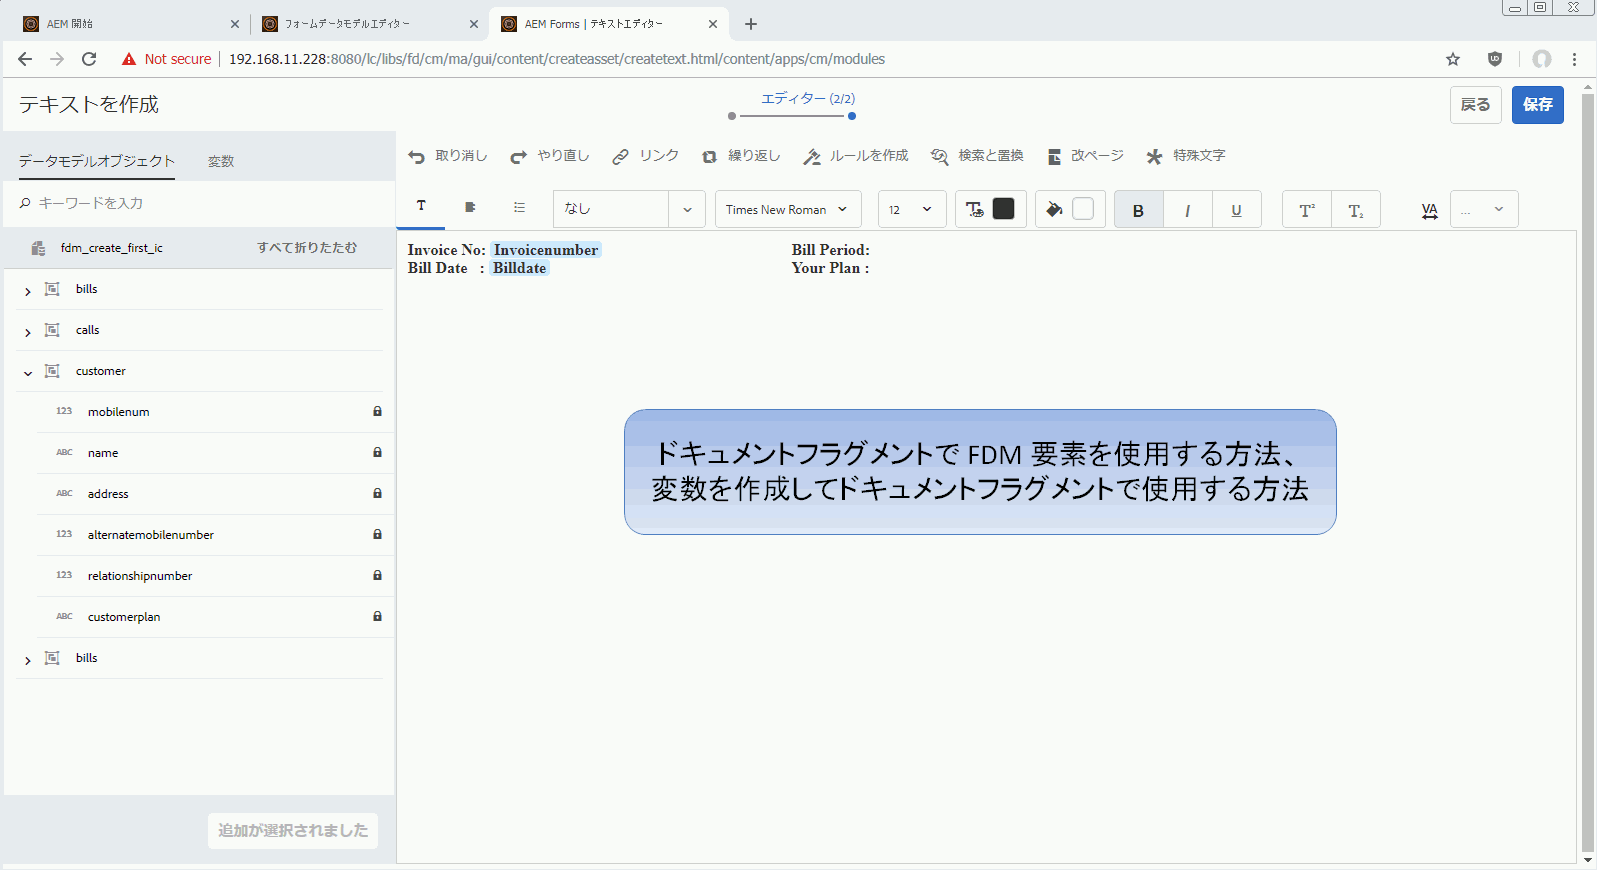 AEM 開始
フォームデータモデルエディター
AEM Forms | テキストエディター
Not secure
192.168.11.228:8080/lc/libs/fd/cm/ma/gui/content/createasset/createtext.html/content/apps/cm/modules
テキストを作成
エディター (2/2)
戻る
保存
データモデルオブジェクト
変数
取り消し
やり直し
リンク
繰り返し
ルールを作成
検索と置換
改ページ
特殊文字
キーワードを入力
T
なし
Times New Roman
12
B
I
U
T²
T₂
VA
...
fdm_create_first_ic
すべて折りたたむ
Invoice No: Invoicenumber
Bill Period:
Bill Date : Billdate
Your Plan :
bills
calls
customer
123 mobilenum
ABC name
ABC address
123 alternatemobilenumber
123 relationshipnumber
ABC customerplan
bills
ドキュメントフラグメントで FDM 要素を使用する方法、
変数を作成してドキュメントフラグメントで使用する方法
追加が選択されました